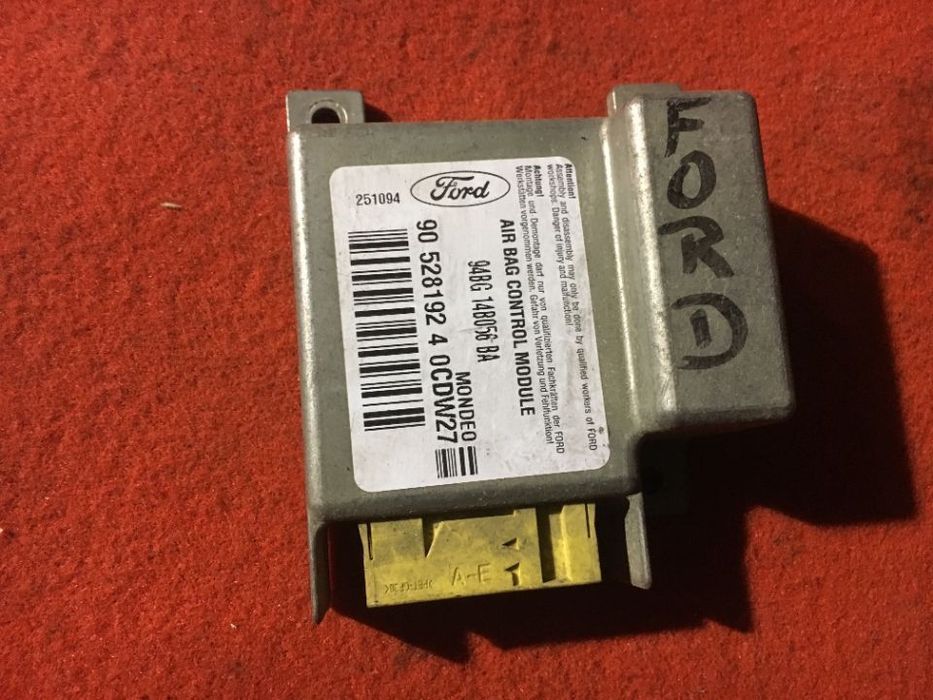 Attention!
Assembly and disassembly may only be done by qualified workers of FORD
workshops. Danger of injury and malfunction!
Achtung!
Montage und Demontage darf nur von qualifizierten Fachkräften der FORD
Werkstätten vorgenommen werden. Gefahr von Verletzung und Fehlfunktion!
AIR BAG CONTROL MODULE
Ford
94BG 14B056 BA
MONDEO
90 528192 4 0CDW27
251094
FORD
A-E